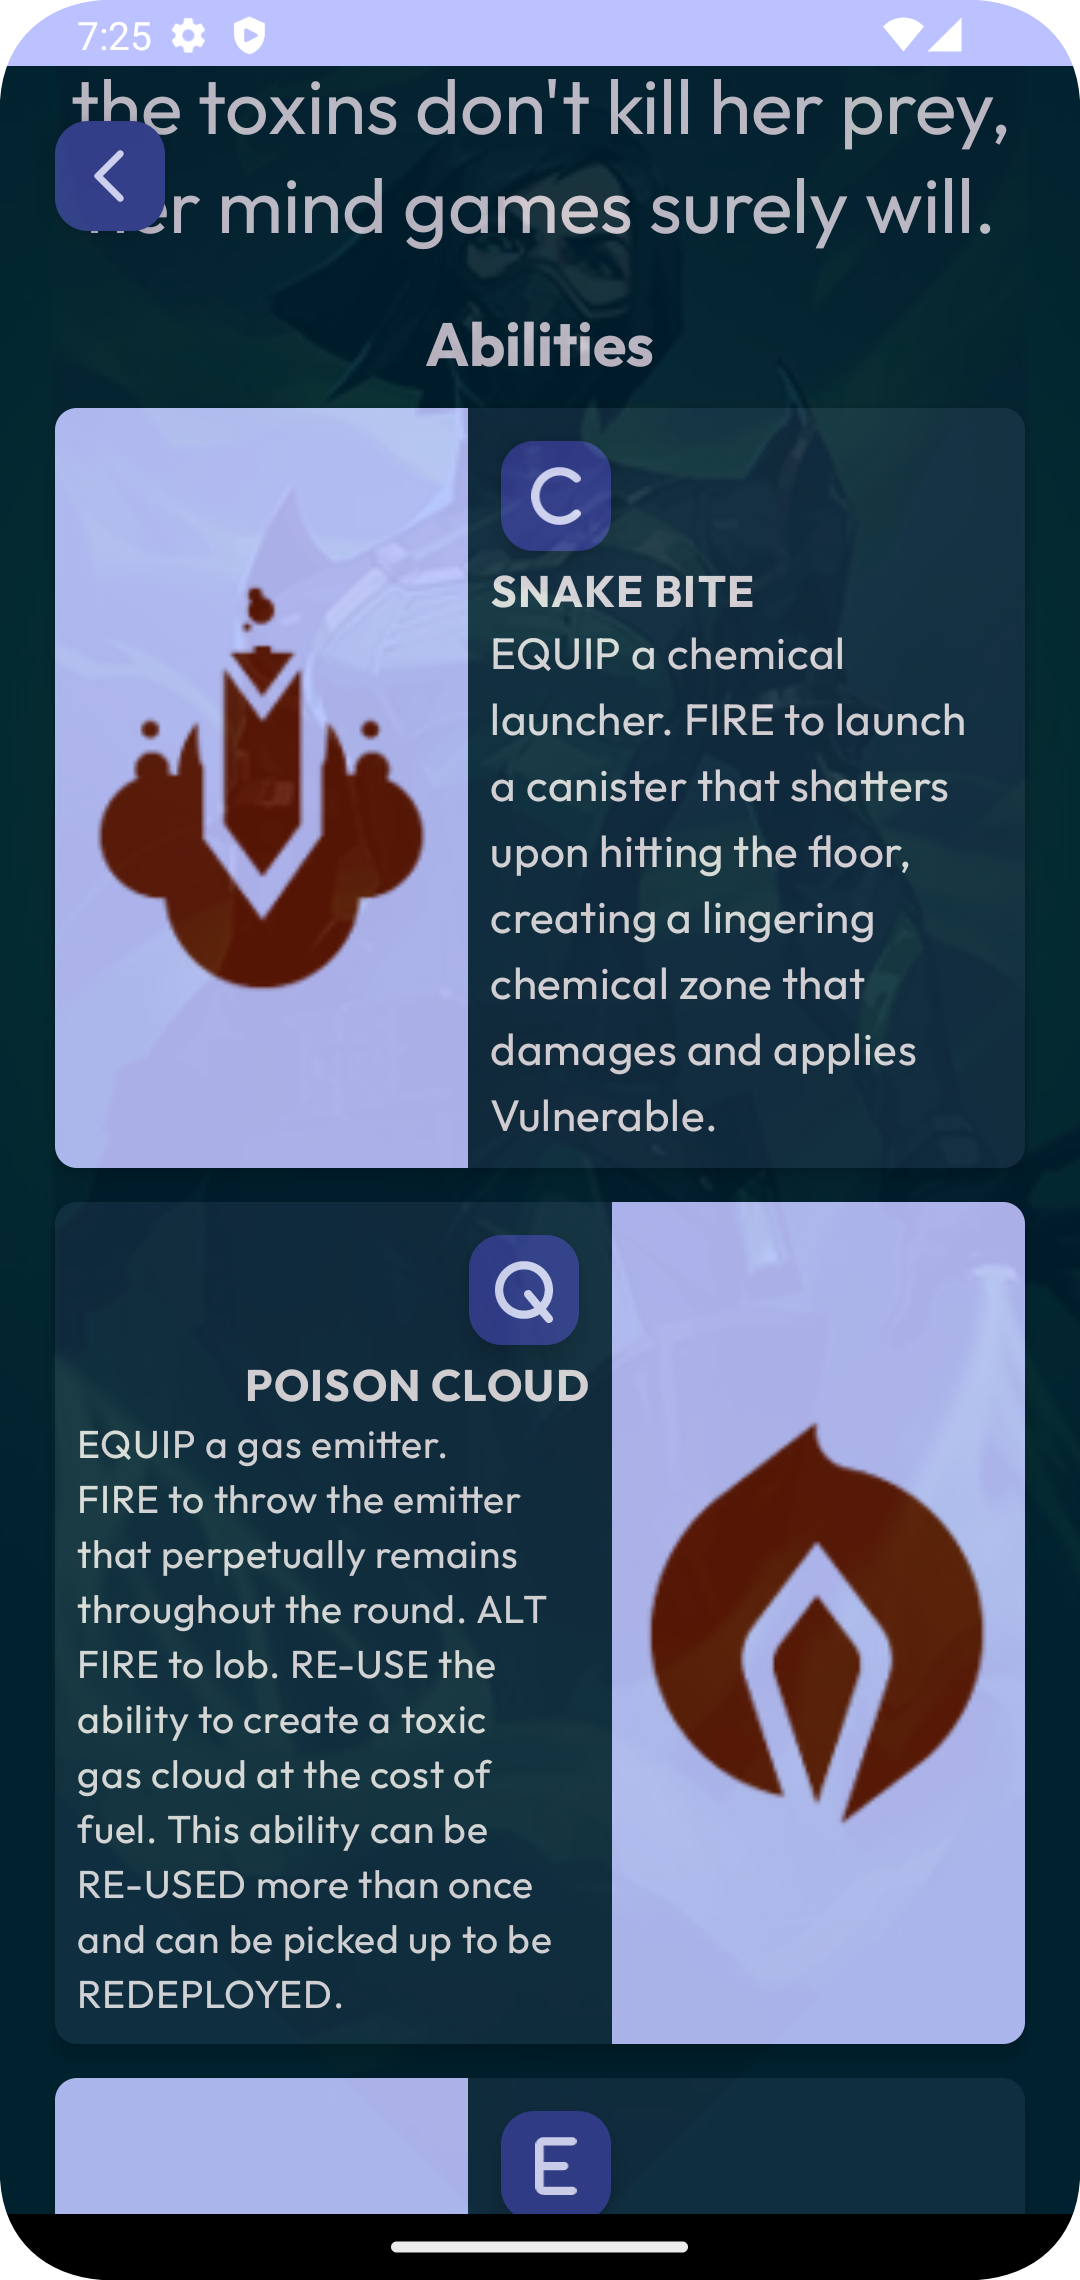 7:25
the toxins don't kill her prey,
her mind games surely will.
Abilities
C
SNAKE BITE
EQUIP a chemical
launcher. FIRE to launch
a canister that shatters
upon hitting the floor,
creating a lingering
chemical zone that
damages and applies
Vulnerable.
Q
POISON CLOUD
EQUIP a gas emitter.
FIRE to throw the emitter
that perpetually remains
throughout the round. ALT
FIRE to lob. RE-USE the
ability to create a toxic
gas cloud at the cost of
fuel. This ability can be
RE-USED more than once
and can be picked up to be
REDEPLOYED.
E